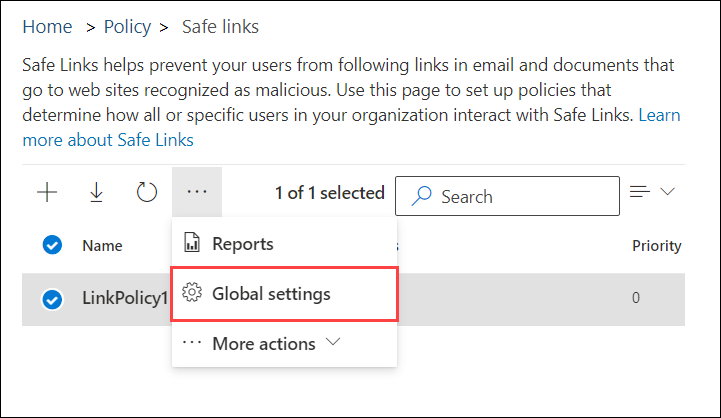 Home > Policy > Safe links
Safe Links helps prevent your users from following links in email and documents that
go to web sites recognized as malicious. Use this page to set up policies that
determine how all or specific users in your organization interact with Safe Links. Learn
more about Safe Links
1 of 1 selected Search
Name Priority
Reports
LinkPolicy1 0
Global settings
More actions